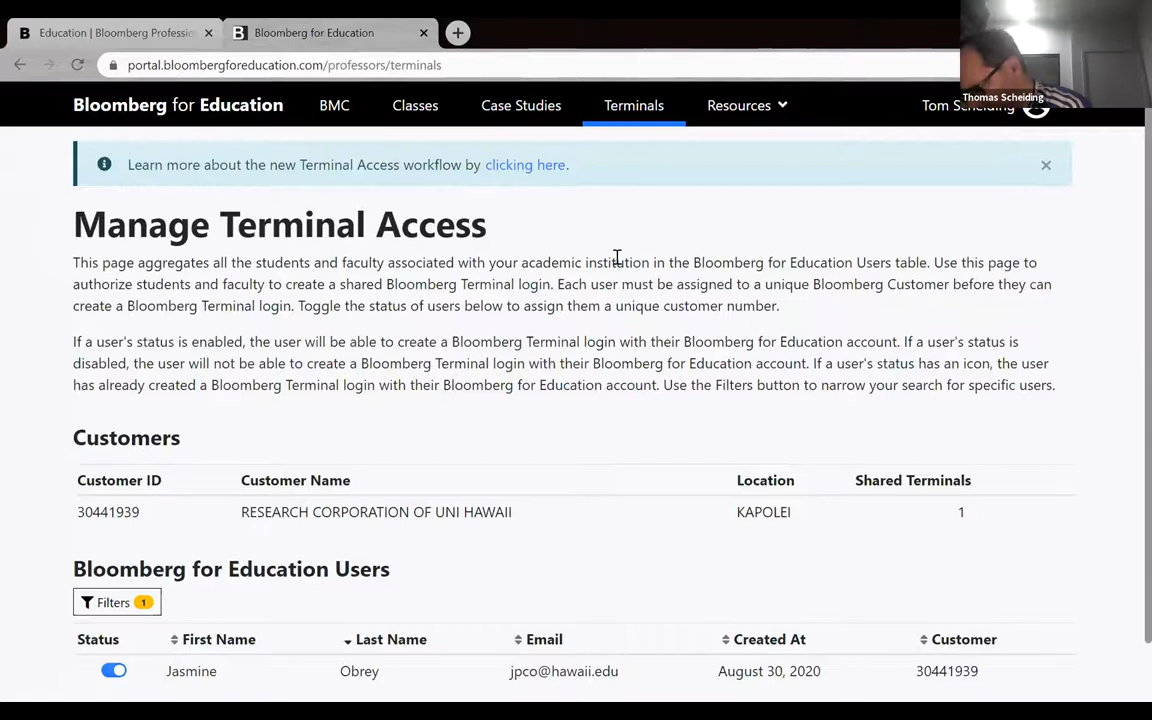 Education | Bloomberg Professio
Bloomberg for Education
portal.bloombergforeducation.com/professors/terminals
Thomas Scheiding
Bloomberg for Education
BMC
Classes
Case Studies
Terminals
Resources
Tom Scheiding
Learn more about the new Terminal Access workflow by clicking here.
Manage Terminal Access
This page aggregates all the students and faculty associated with your academic institution in the Bloomberg for Education Users table. Use this page to
authorize students and faculty to create a shared Bloomberg Terminal login. Each user must be assigned to a unique Bloomberg Customer before they can
create a Bloomberg Terminal login. Toggle the status of users below to assign them a unique customer number.
If a user's status is enabled, the user will be able to create a Bloomberg Terminal login with their Bloomberg for Education account. If a user's status is
disabled, the user will not be able to create a Bloomberg Terminal login with their Bloomberg for Education account. If a user's status has an icon, the user
has already created a Bloomberg Terminal login with their Bloomberg for Education account. Use the Filters button to narrow your search for specific users.
Customers
Customer ID Customer Name Location Shared Terminals
30441939 RESEARCH CORPORATION OF UNI HAWAII KAPOLEI 1
Bloomberg for Education Users
Filters 1
Status First Name Last Name Email Created At Customer
Jasmine Obrey jpco@hawaii.edu August 30, 2020 30441939